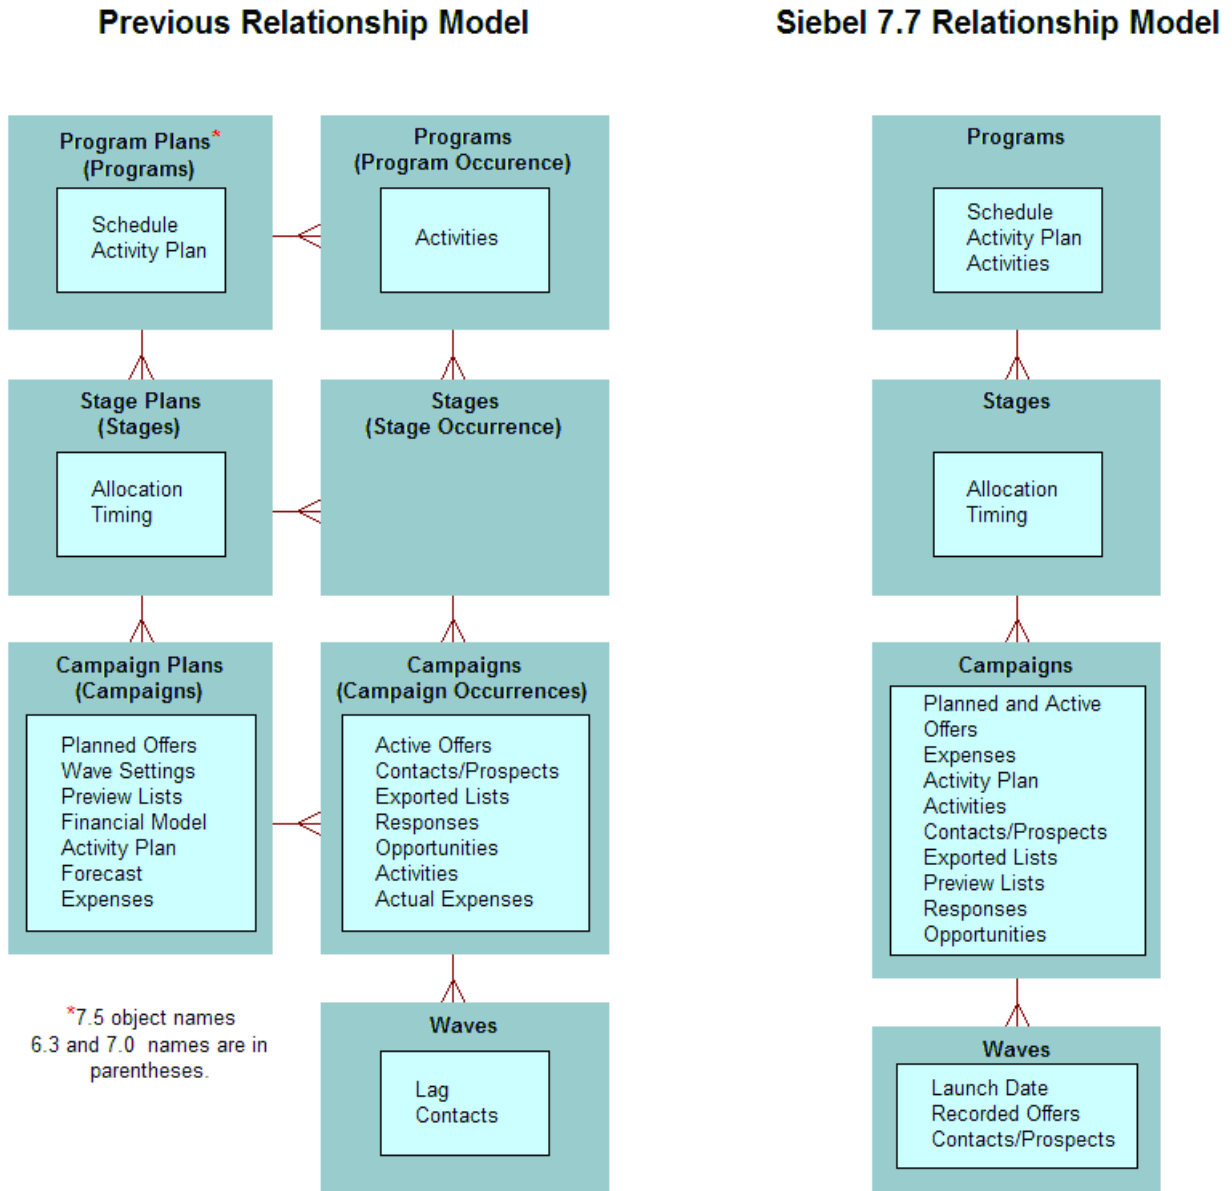 Previous Relationship Model
Siebel 7.7 Relationship Model
Program Plans*
(Programs)
Schedule
Activity Plan
Programs
(Program Occurence)
Activities
Programs
Schedule
Activity Plan
Activities
Stage Plans
(Stages)
Allocation
Timing
Stages
(Stage Occurrence)
Stages
Allocation
Timing
Campaign Plans
(Campaigns)
Planned Offers
Wave Settings
Preview Lists
Financial Model
Activity Plan
Forecast
Expenses
Campaigns
(Campaign Occurrences)
Active Offers
Contacts/Prospects
Exported Lists
Responses
Opportunities
Activities
Actual Expenses
Campaigns
Planned and Active
Offers
Expenses
Activity Plan
Activities
Contacts/Prospects
Exported Lists
Preview Lists
Responses
Opportunities
*7.5 object names
6.3 and 7.0 names are in
parentheses.
Waves
Lag
Contacts
Waves
Launch Date
Recorded Offers
Contacts/Prospects